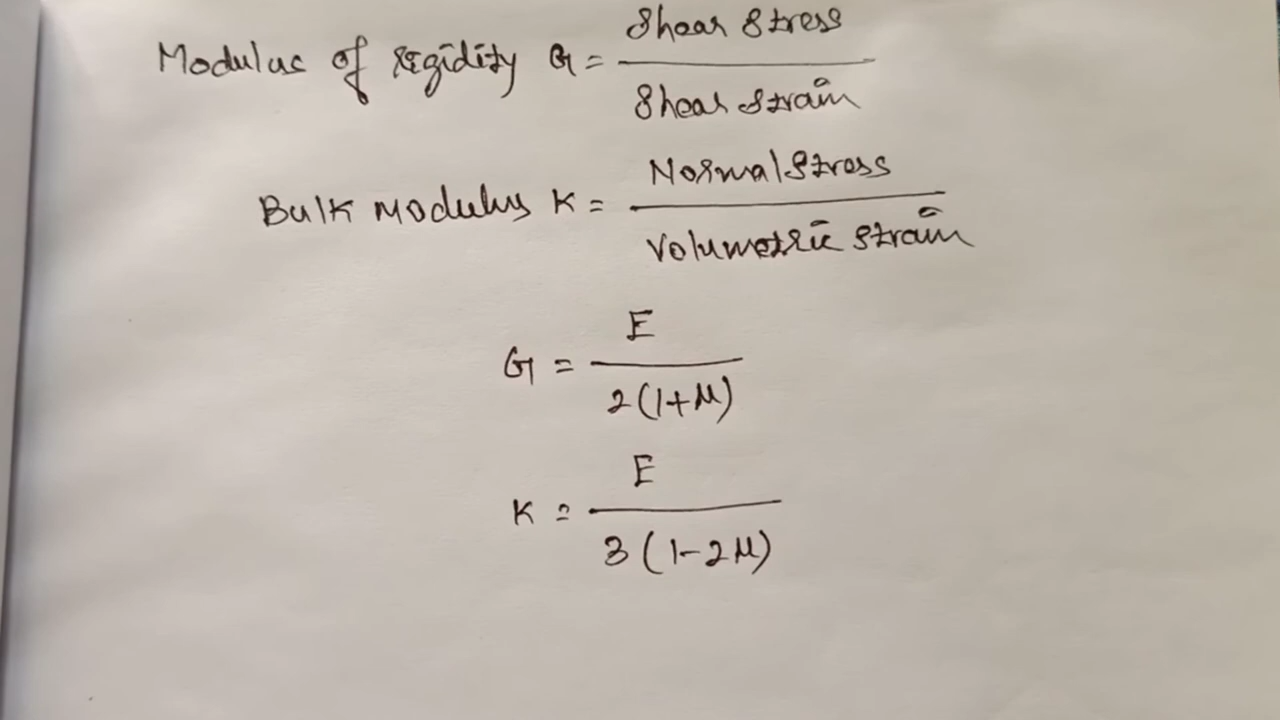 Modulus of rigidity G = Shear Stress / Shear Strain
Bulk Modulus K = Normal Stress / Volumetric Strain
G = E / 2(1+μ)
K = E / 3(1-2μ)